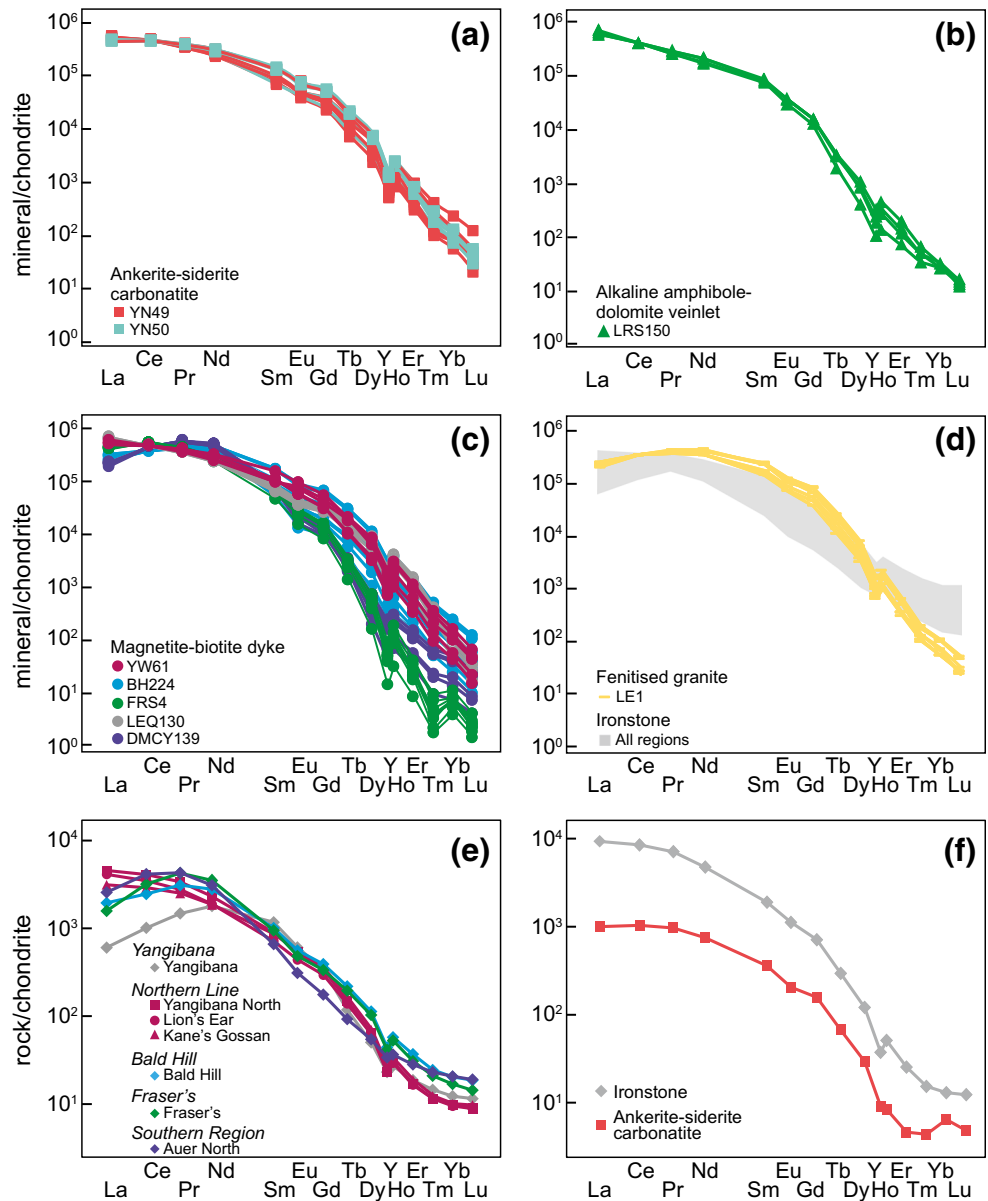 (a)
mineral/chondrite
10⁶
10⁵
10⁴
10³
10²
10¹
10⁰
Ankerite-siderite
carbonatite
YN49
YN50
Ce Nd Eu Tb Y Er Yb
La Pr Sm Gd Dy Ho Tm Lu
(b)
10⁶
10⁵
10⁴
10³
10²
10¹
10⁰
Alkaline amphibole-
dolomite veinlet
LRS150
Ce Nd Eu Tb Y Er Yb
La Pr Sm Gd Dy Ho Tm Lu
(c)
mineral/chondrite
10⁶
10⁵
10⁴
10³
10²
10¹
10⁰
Magnetite-biotite dyke
YW61
BH224
FRS4
LEQ130
DMCY139
Ce Nd Eu Tb Y Er Yb
La Pr Sm Gd Dy Ho Tm Lu
(d)
10⁶
10⁵
10⁴
10³
10²
10¹
10⁰
Fenitised granite
LE1
Ironstone
All regions
Ce Nd Eu Tb Y Er Yb
La Pr Sm Gd Dy Ho Tm Lu
(e)
rock/chondrite
10⁴
10³
10²
10¹
Yangibana
Yangibana
Northern Line
Yangibana North
Lion's Ear
Kane's Gossan
Bald Hill
Bald Hill
Fraser's
Fraser's
Southern Region
Auer North
Ce Nd Eu Tb Y Er Yb
La Pr Sm Gd Dy Ho Tm Lu
(f)
10⁴
10³
10²
10¹
Ironstone
Ankerite-siderite
carbonatite
Ce Nd Eu Tb Y Er Yb
La Pr Sm Gd Dy Ho Tm Lu